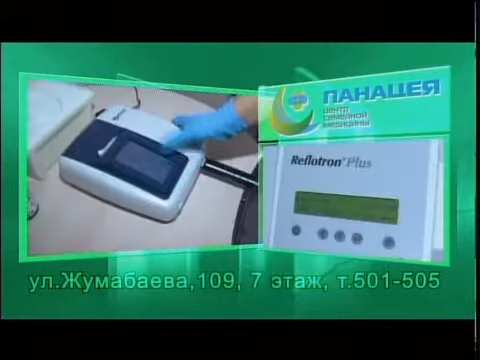 ПАНАЦЕЯ
ЦЕНТР
СЕМЕЙНОЙ
МЕДИЦИНЫ
Reflotron® Plus
ул.Жумабаева,109, 7 этаж, т.501-505